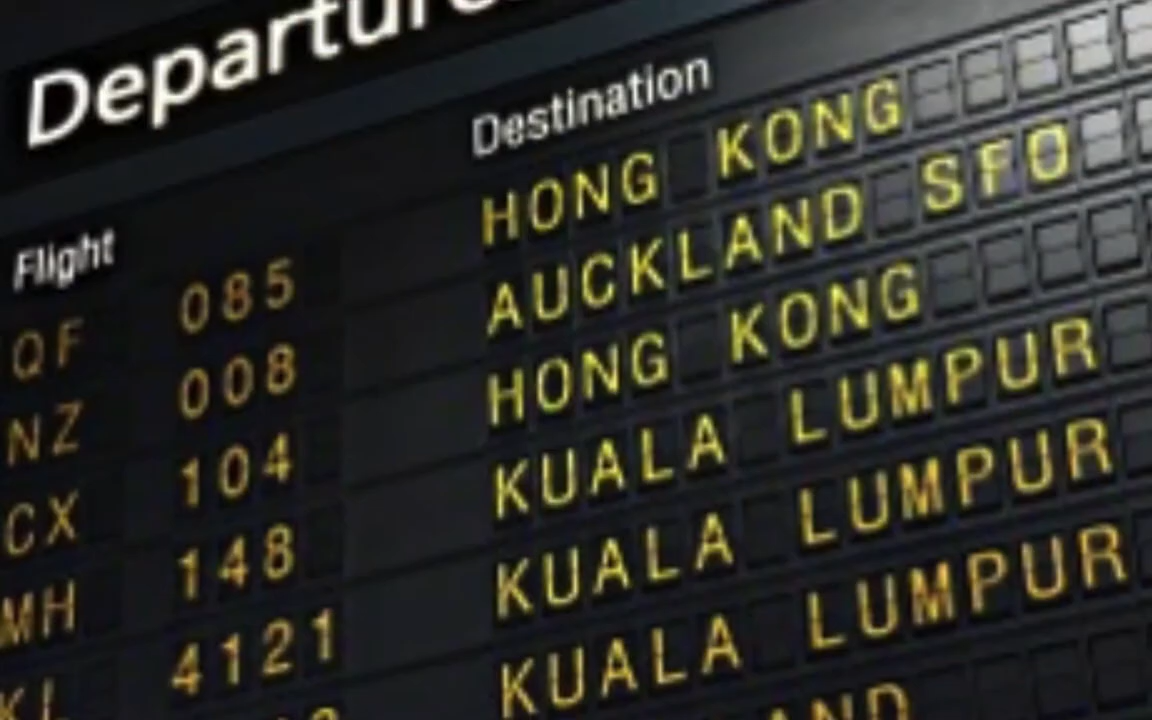 Departure
Destination
Flight
QF 085 HONG KONG
NZ 008 AUCKLAND SFO
CX 104 HONG KONG
MH 148 KUALA LUMPUR
KL 4121 KUALA LUMPUR
KUALA LUMPUR